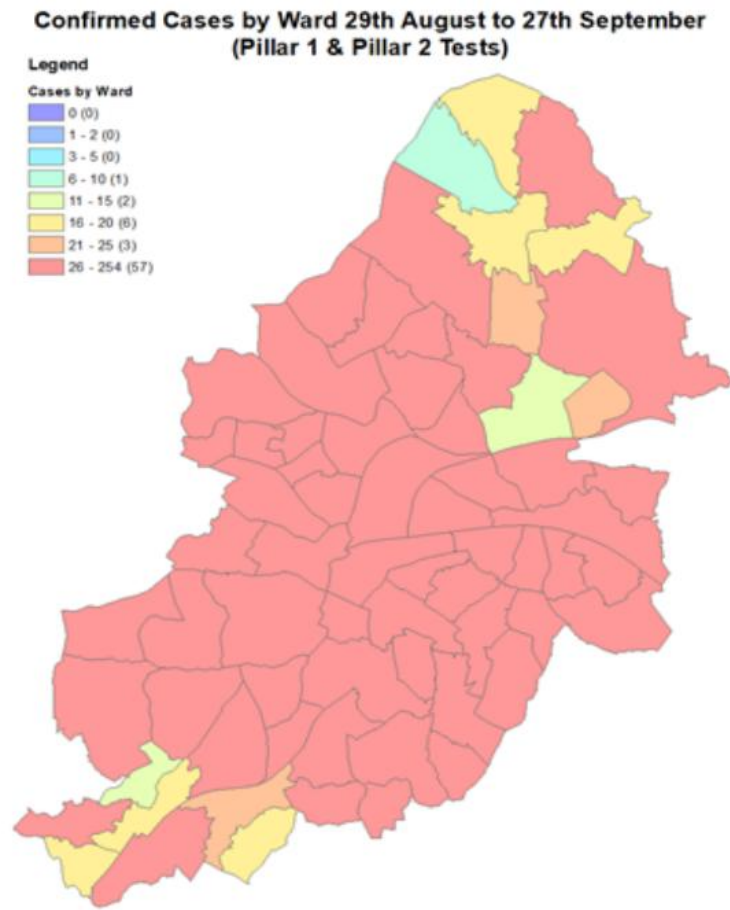 Confirmed Cases by Ward 29th August to 27th September
(Pillar 1 & Pillar 2 Tests)
Legend
Cases by Ward
0 (0)
1 - 2 (0)
3 - 5 (0)
6 - 10 (1)
11 - 15 (2)
16 - 20 (6)
21 - 25 (3)
26 - 254 (57)